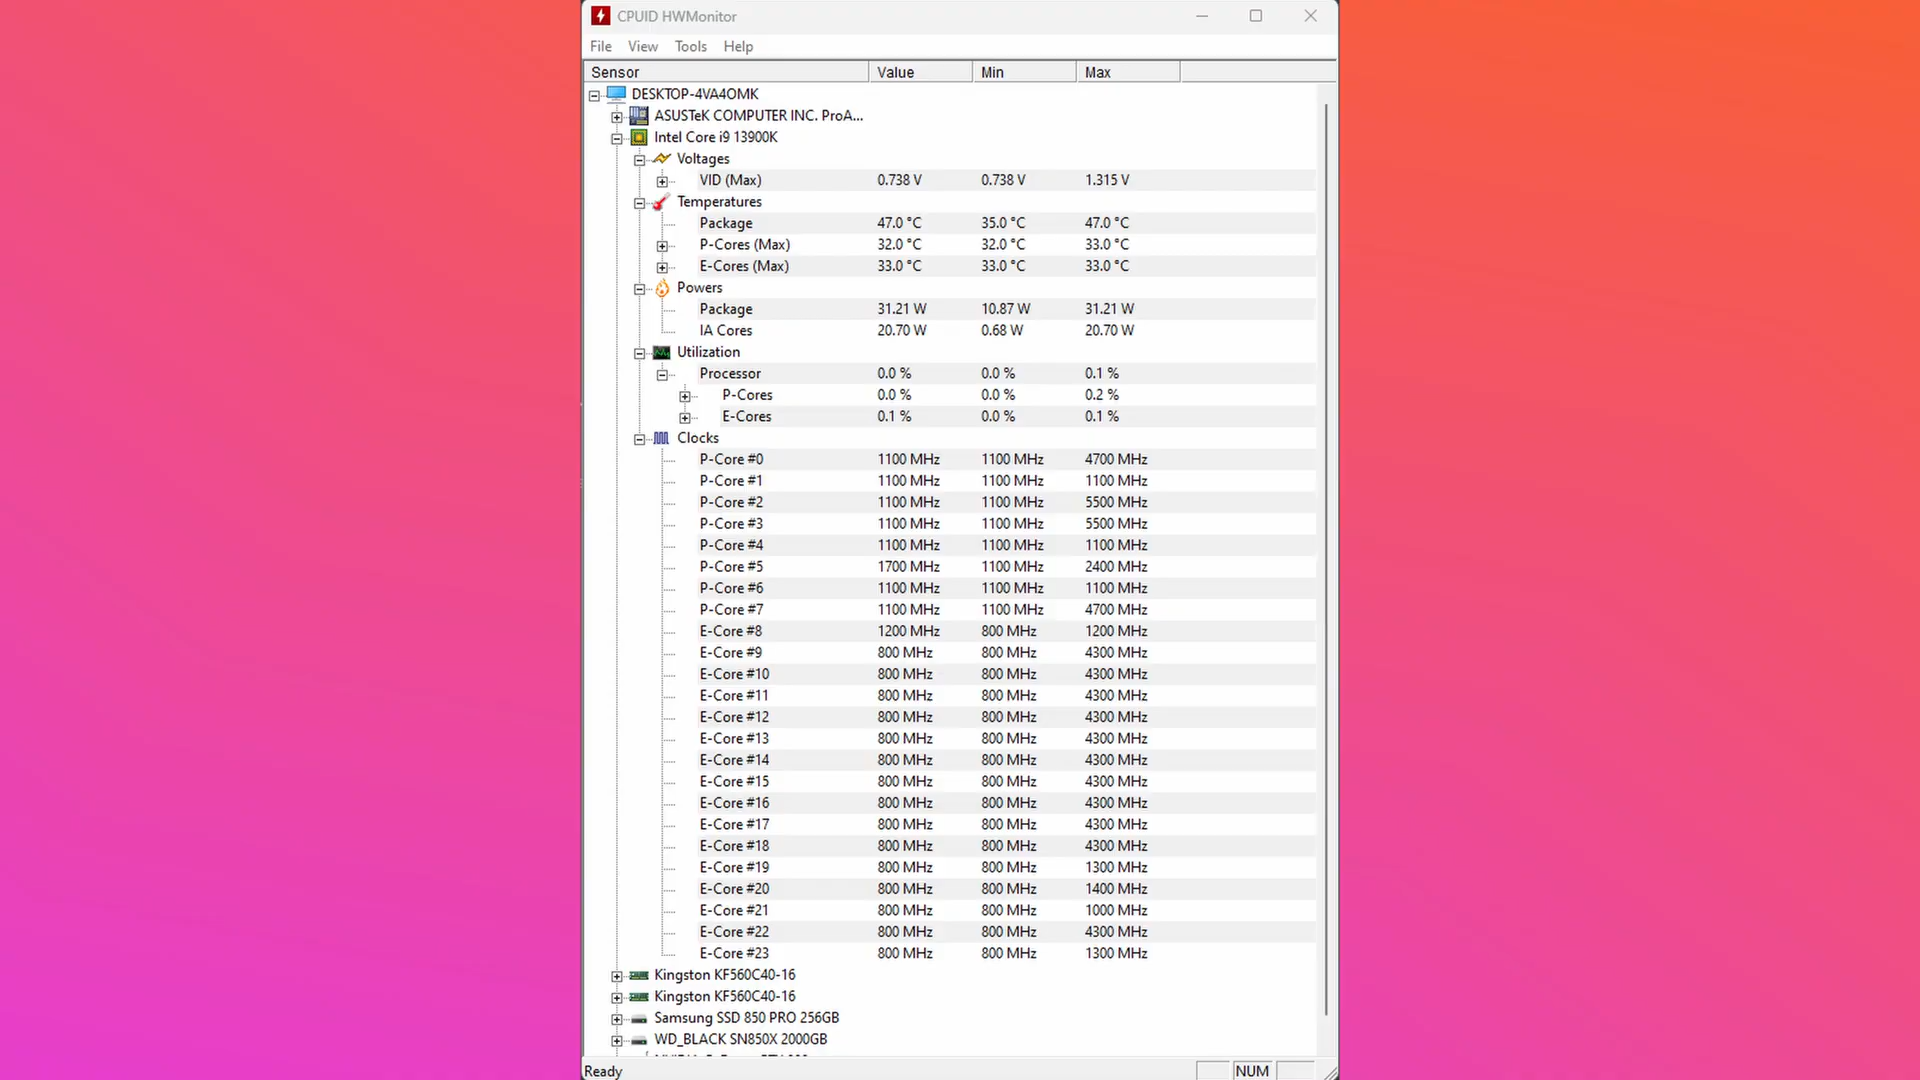 CPUID HWMonitor
File View Tools Help
Sensor Value Min Max
DESKTOP-4VA4OMK
ASUSTeK COMPUTER INC. ProA...
Intel Core i9 13900K
Voltages
VID (Max) 0.738 V 0.738 V 1.315 V
Temperatures
Package 47.0 °C 35.0 °C 47.0 °C
P-Cores (Max) 32.0 °C 32.0 °C 33.0 °C
E-Cores (Max) 33.0 °C 33.0 °C 33.0 °C
Powers
Package 31.21 W 10.87 W 31.21 W
IA Cores 20.70 W 0.68 W 20.70 W
Utilization
Processor 0.0 % 0.0 % 0.1 %
P-Cores 0.0 % 0.0 % 0.2 %
E-Cores 0.1 % 0.0 % 0.1 %
Clocks
P-Core #0 1100 MHz 1100 MHz 4700 MHz
P-Core #1 1100 MHz 1100 MHz 1100 MHz
P-Core #2 1100 MHz 1100 MHz 5500 MHz
P-Core #3 1100 MHz 1100 MHz 5500 MHz
P-Core #4 1100 MHz 1100 MHz 1100 MHz
P-Core #5 1700 MHz 1100 MHz 2400 MHz
P-Core #6 1100 MHz 1100 MHz 1100 MHz
P-Core #7 1100 MHz 1100 MHz 4700 MHz
E-Core #8 1200 MHz 800 MHz 1200 MHz
E-Core #9 800 MHz 800 MHz 4300 MHz
E-Core #10 800 MHz 800 MHz 4300 MHz
E-Core #11 800 MHz 800 MHz 4300 MHz
E-Core #12 800 MHz 800 MHz 4300 MHz
E-Core #13 800 MHz 800 MHz 4300 MHz
E-Core #14 800 MHz 800 MHz 4300 MHz
E-Core #15 800 MHz 800 MHz 4300 MHz
E-Core #16 800 MHz 800 MHz 4300 MHz
E-Core #17 800 MHz 800 MHz 4300 MHz
E-Core #18 800 MHz 800 MHz 4300 MHz
E-Core #19 800 MHz 800 MHz 1300 MHz
E-Core #20 800 MHz 800 MHz 1400 MHz
E-Core #21 800 MHz 800 MHz 1000 MHz
E-Core #22 800 MHz 800 MHz 4300 MHz
E-Core #23 800 MHz 800 MHz 1300 MHz
Kingston KF560C40-16
Kingston KF560C40-16
Samsung SSD 850 PRO 256GB
WD_BLACK SN850X 2000GB
Ready NUM